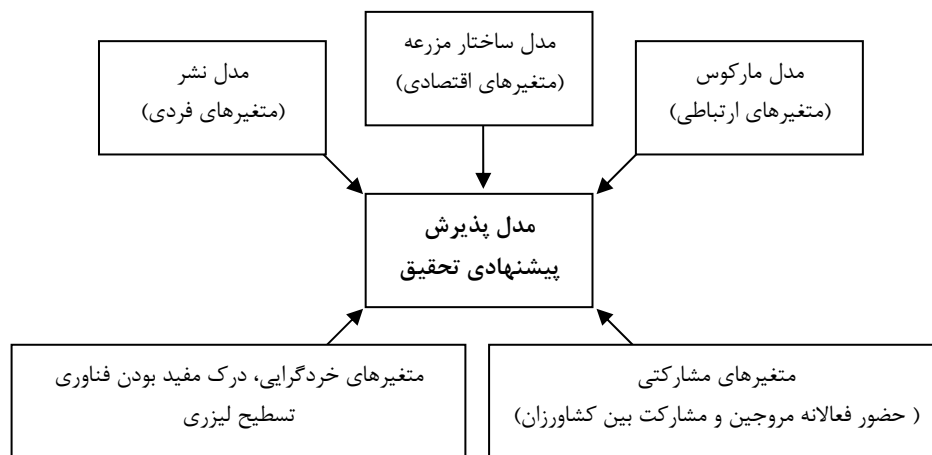 مدل ساختار مزرعه
(متغیرهای اقتصادی)
مدل مارکوس
(متغیرهای ارتباطی)
مدل نشر
(متغیرهای فردی)
مدل پذیرش
پیشنهادی تحقیق
متغیرهای مشارکتی
( حضور فعالانه مروجین و مشارکت بین کشاورزان)
متغیرهای خردگرایی، درک مفید بودن فناوری
تسطیح لیزری